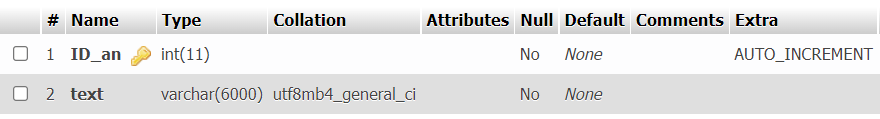 # Name Type Collation Attributes Null Default Comments Extra
1 ID_an int(11) No None AUTO_INCREMENT
2 text varchar(6000) utf8mb4_general_ci No None